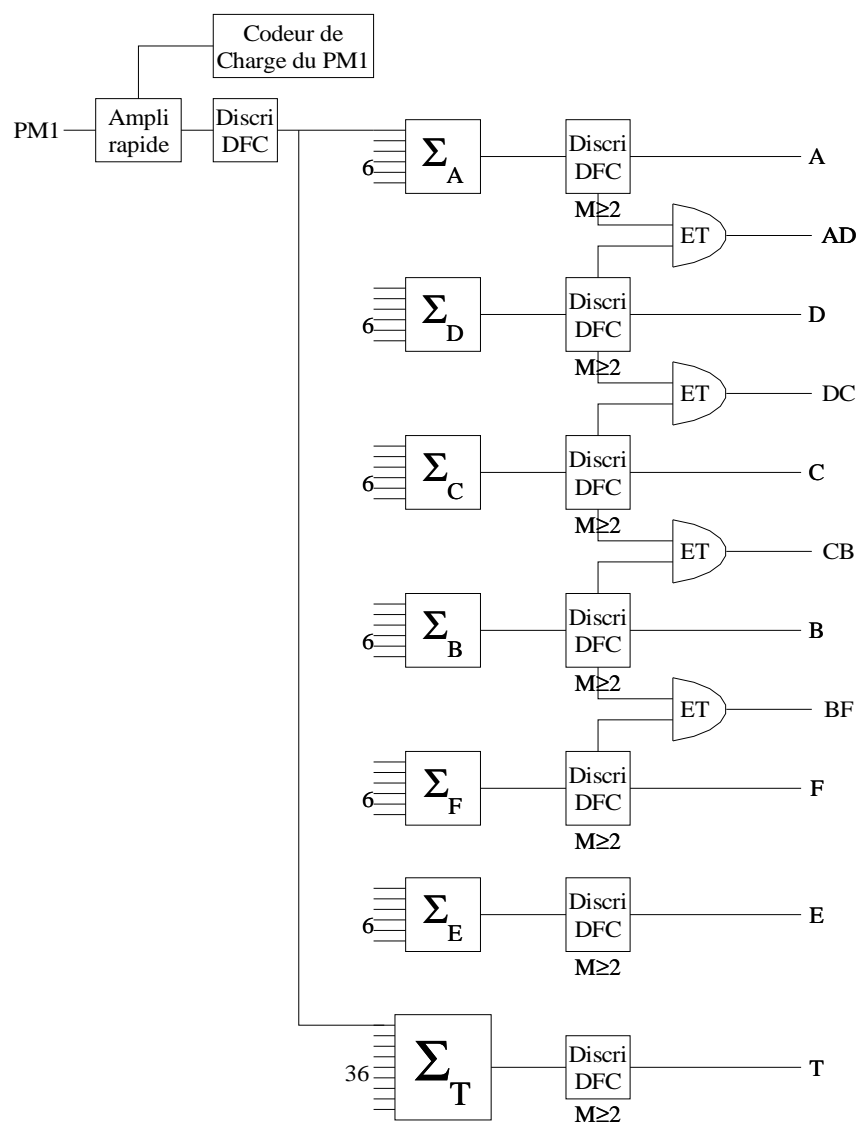 Codeur de
Charge du PM1
PM1
Ampli
rapide
Discri
DFC
6
Σ A
Discri
DFC
M≥2
A
ET
AD
6
Σ D
Discri
DFC
M≥2
D
ET
DC
6
Σ C
Discri
DFC
M≥2
C
ET
CB
6
Σ B
Discri
DFC
M≥2
B
ET
BF
6
Σ F
Discri
DFC
M≥2
F
6
Σ E
Discri
DFC
M≥2
E
36
Σ T
Discri
DFC
M≥2
T